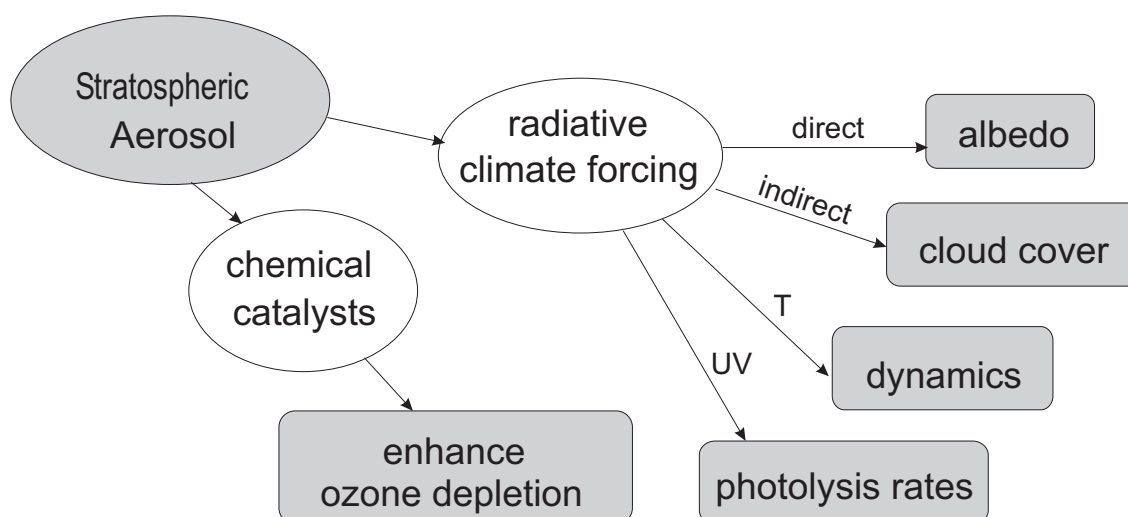 Stratospheric
Aerosol
radiative
climate forcing
direct
albedo
indirect
cloud cover
chemical
catalysts
T
UV
dynamics
enhance
ozone depletion
photolysis rates